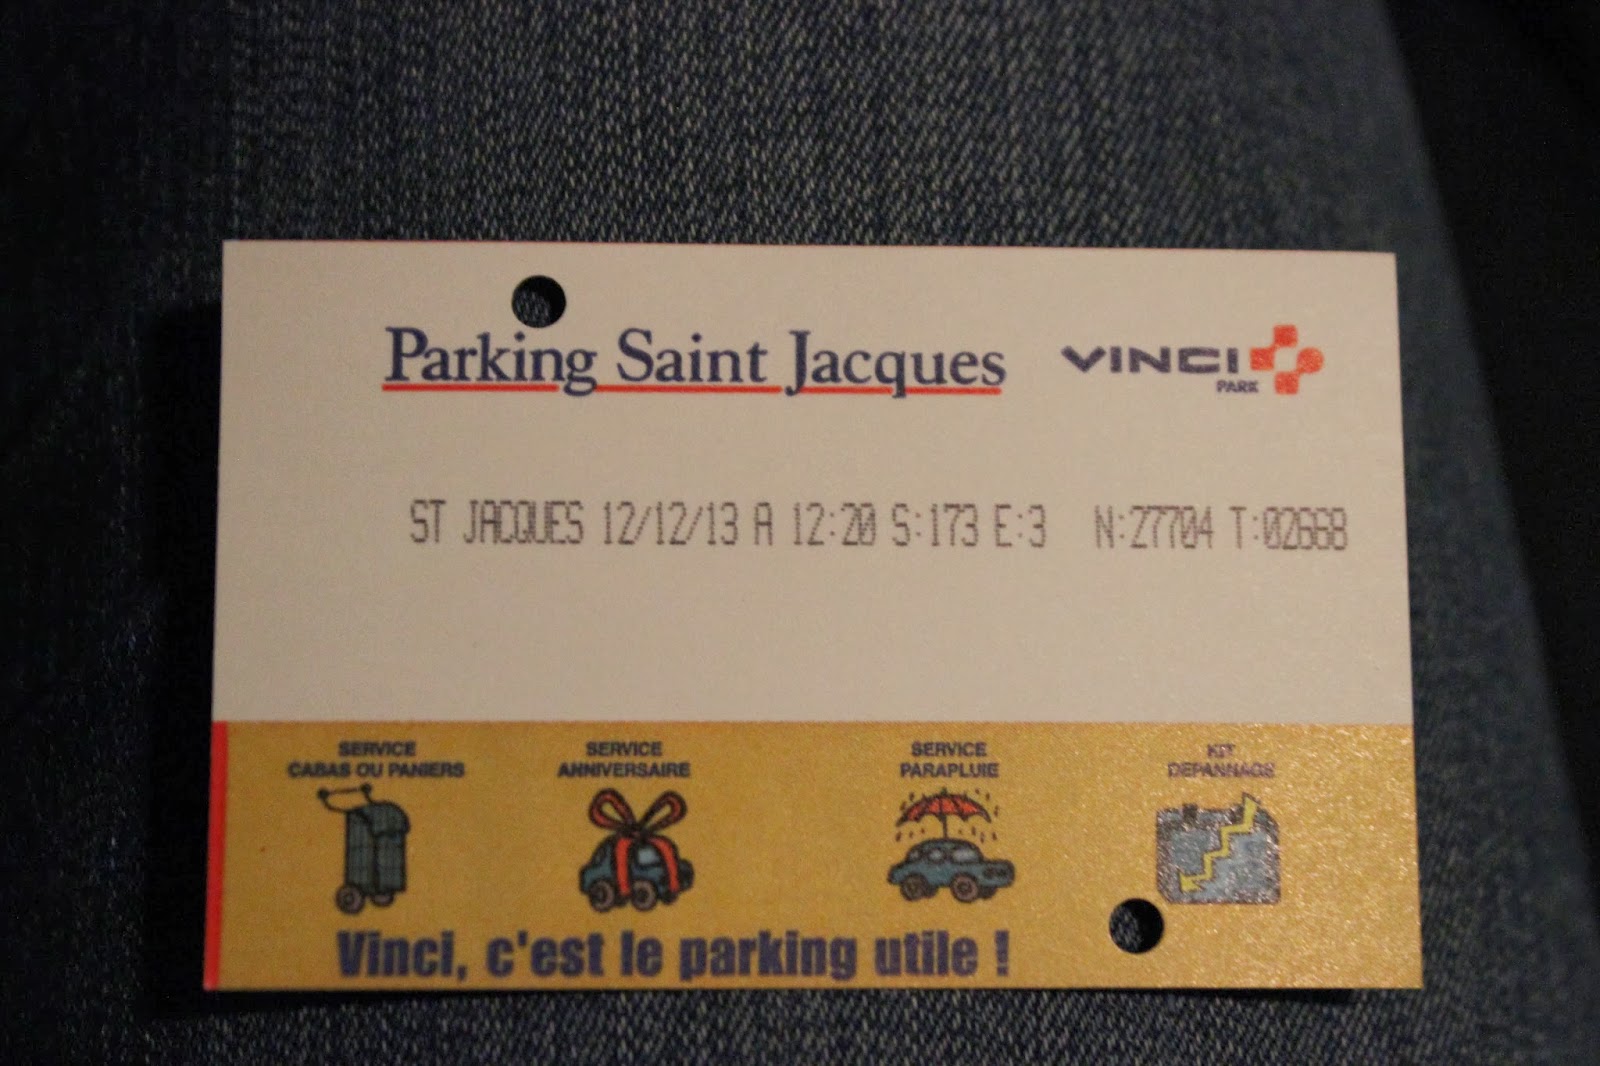 Parking Saint Jacques
VINCI
PARK
ST JACQUES 12/12/13 A 12:20 S:173 E:3 N:27704 T:02668
SERVICE
CABAS OU PANIERS
SERVICE
ANNIVERSAIRE
SERVICE
PARAPLUIE
KIT
DEPANNAGE
Vinci, c'est le parking utile !